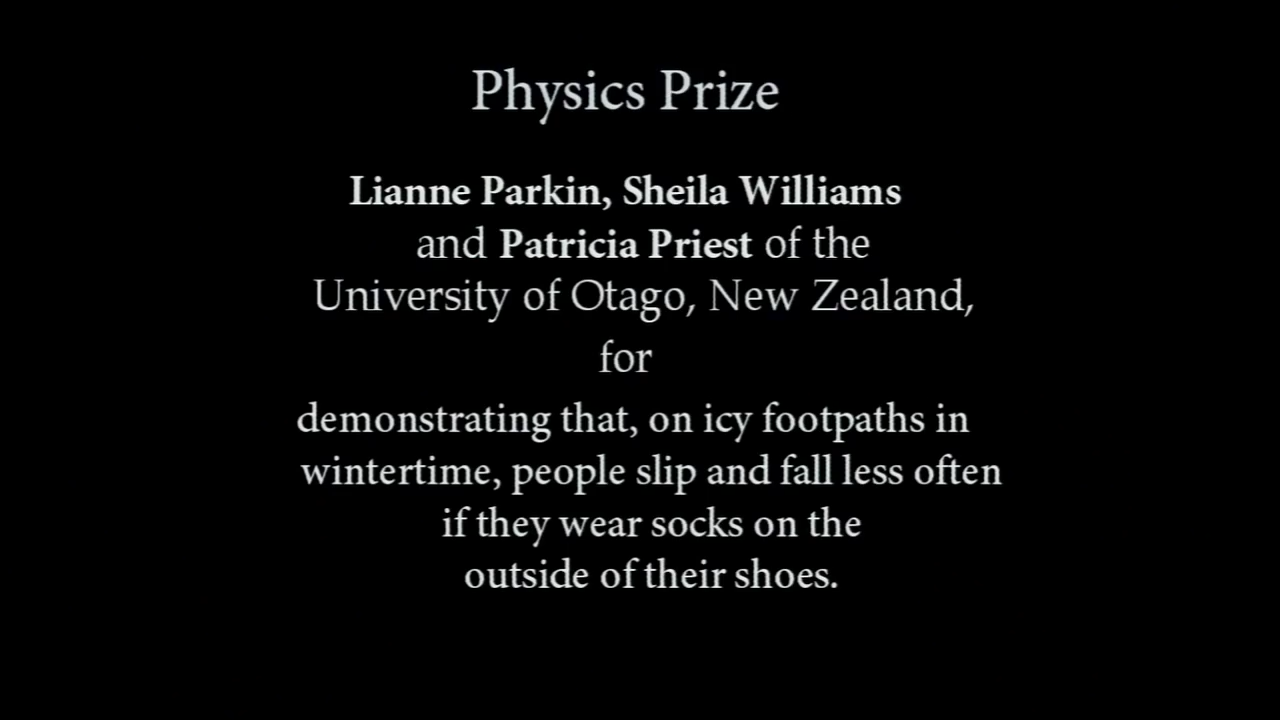 Physics Prize
Lianne Parkin, Sheila Williams
and Patricia Priest of the
University of Otago, New Zealand,
for
demonstrating that, on icy footpaths in
wintertime, people slip and fall less often
if they wear socks on the
outside of their shoes.